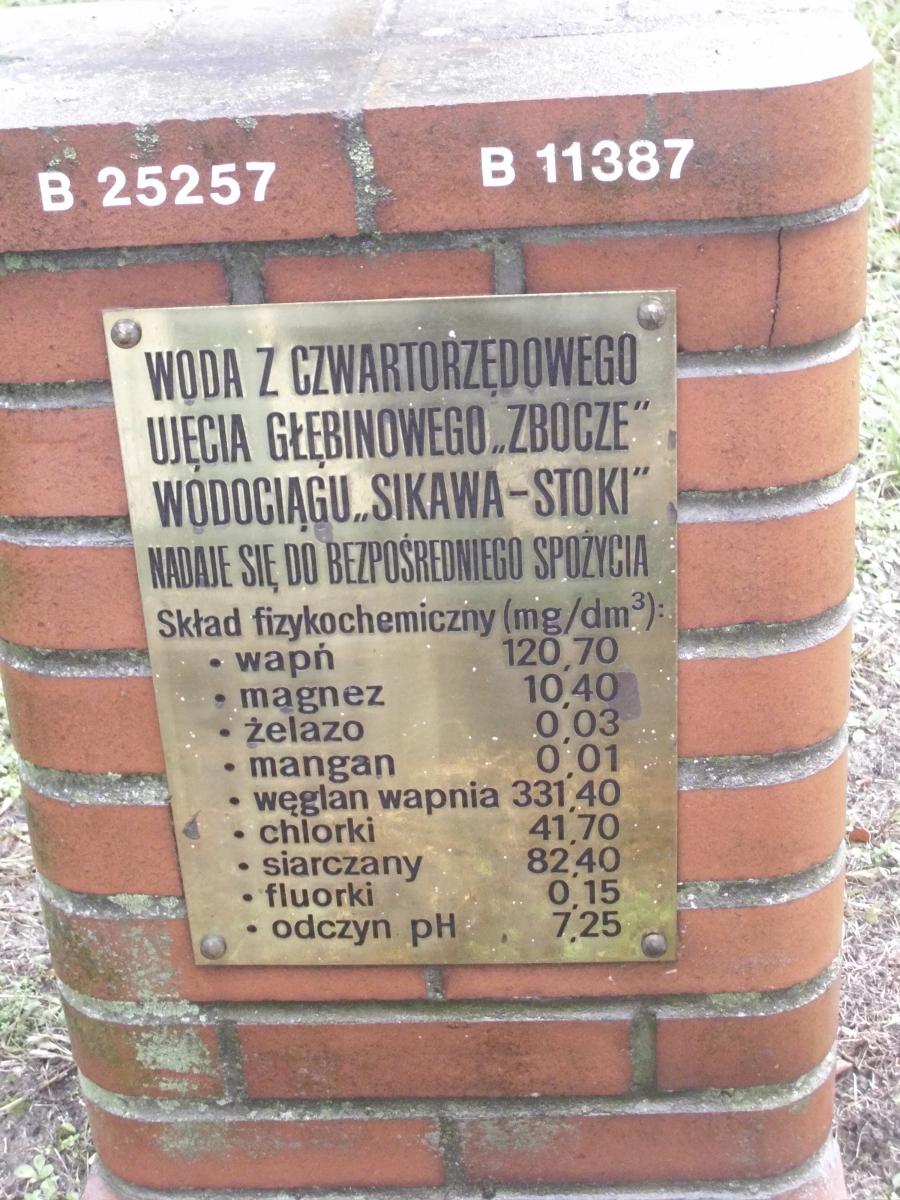 B 25257 B 11387
WODA Z CZWARTORZĘDOWEGO
UJĘCIA GŁĘBINOWEGO „ZBOCZE”
WODOCIĄGU „SIKAWA-STOKI”
NADAJE SIĘ DO BEZPOŚREDNIEGO SPOŻYCIA
Skład fizykochemiczny (mg/dm³):
• wapń 120,70
• magnez 10,40
• żelazo 0,03
• mangan 0,01
• węglan wapnia 331,40
• chlorki 41,70
• siarczany 82,40
• fluorki 0,15
• odczyn pH 7,25